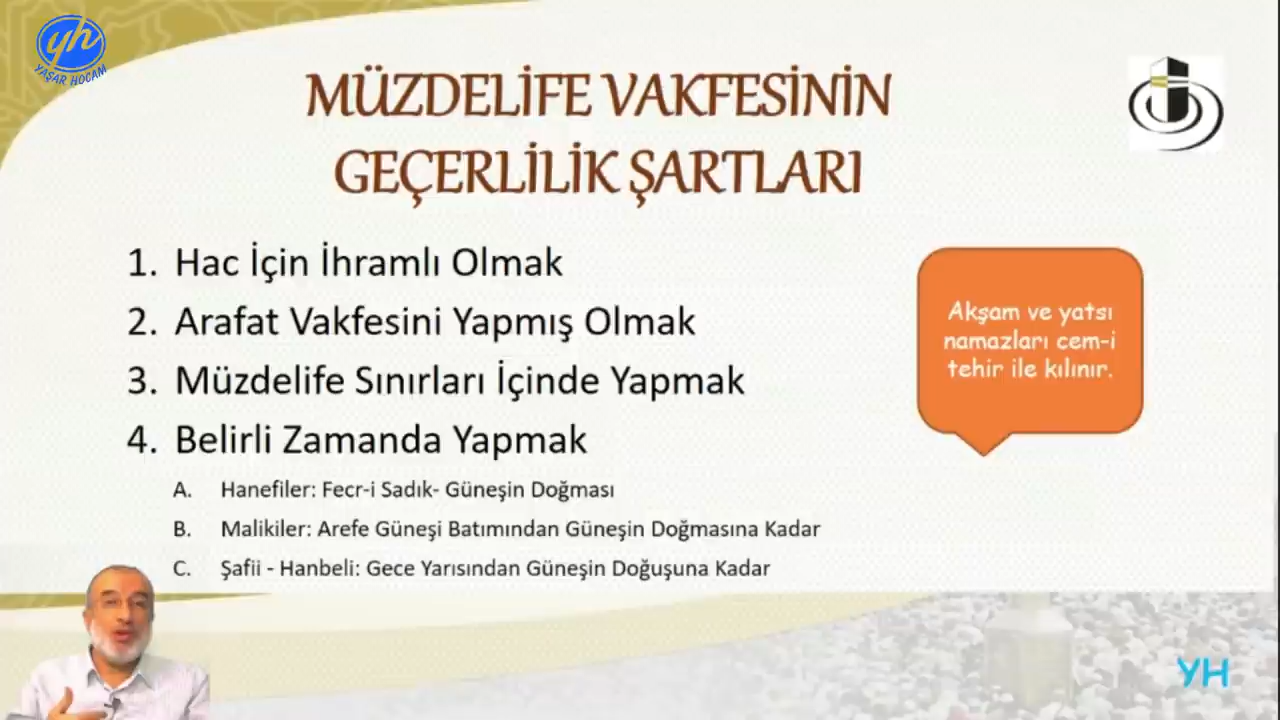 yh
YAŞAR HOCAM
MÜZDELİFE VAKFESİNİN
GEÇERLİLİK ŞARTLARI
1. Hac İçin İhramlı Olmak
2. Arafat Vakfesini Yapmış Olmak
3. Müzdelife Sınırları İçinde Yapmak
4. Belirli Zamanda Yapmak
A. Hanefiler: Fecr-i Sadık- Güneşin Doğması
B. Malikiler: Arefe Güneşi Batımından Güneşin Doğmasına Kadar
C. Şafii - Hanbeli: Gece Yarısından Güneşin Doğuşuna Kadar
Akşam ve yatsı
namazları cem-i
tehir ile kılınır.
YH